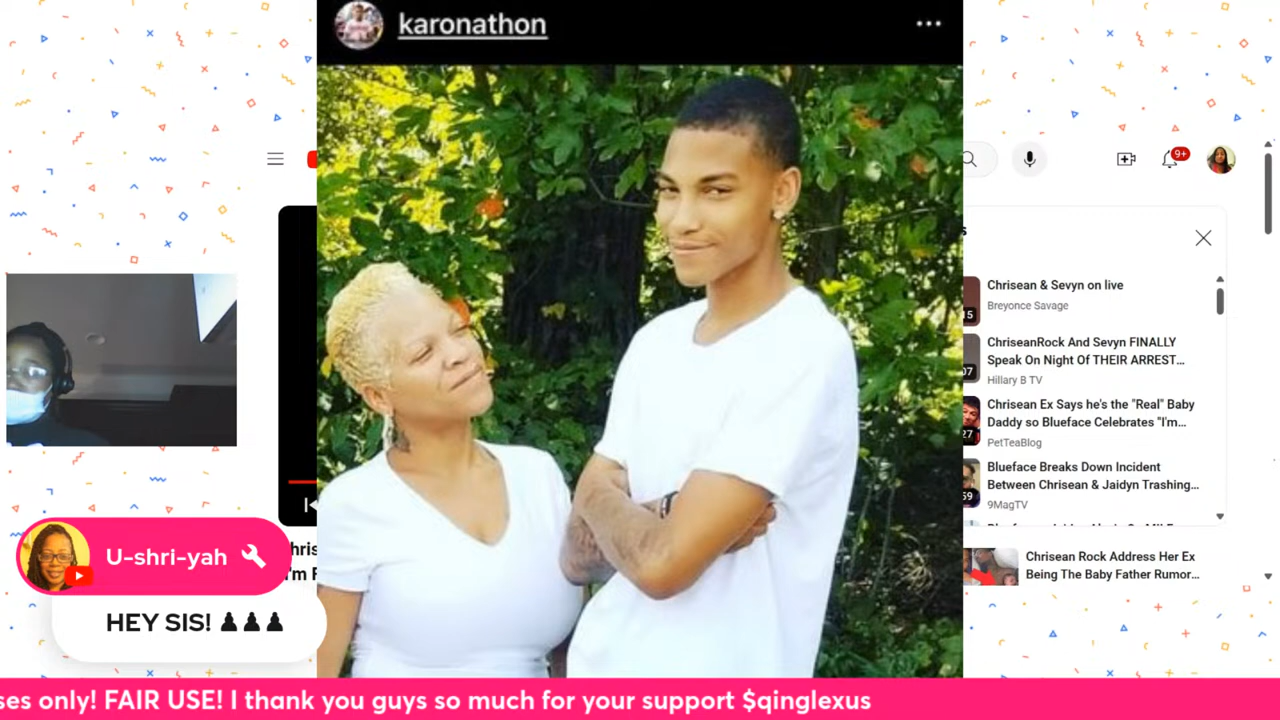 karonathon
9+
Chrisean & Sevyn on live
Breyonce Savage
ChriseanRock And Sevyn FINALLY
Speak On Night Of THEIR ARREST...
Hillary B TV
Chrisean Ex Says he's the "Real" Baby
Daddy so Blueface Celebrates "I'm...
PetTeaBlog
Blueface Breaks Down Incident
Between Chrisean & Jaidyn Trashing...
9MagTV
Chrisean Rock Address Her Ex
Being The Baby Father Rumor...
U-shri-yah
HEY SIS! ♟♟♟
ses only! FAIR USE! I thank you guys so much for your support $qinglexus